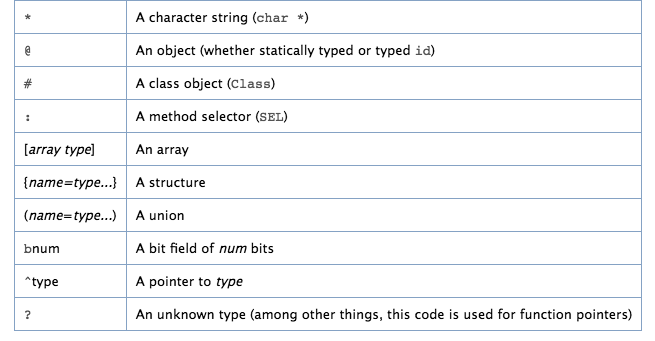 * A character string (char *)
@ An object (whether statically typed or typed id)
# A class object (Class)
: A method selector (SEL)
[array type] An array
{name=type...} A structure
(name=type...) A union
bnum A bit field of num bits
^type A pointer to type
? An unknown type (among other things, this code is used for function pointers)